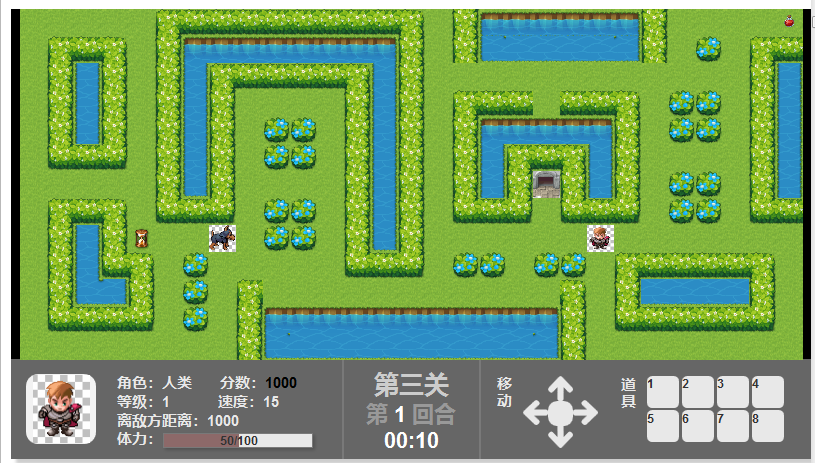 角色：人类 分数：1000
等级：1 速度：15
离敌方距离：1000
体力：50/100
第三关
第 1 回合
00:10
移动
道具
1 2 3 4
5 6 7 8